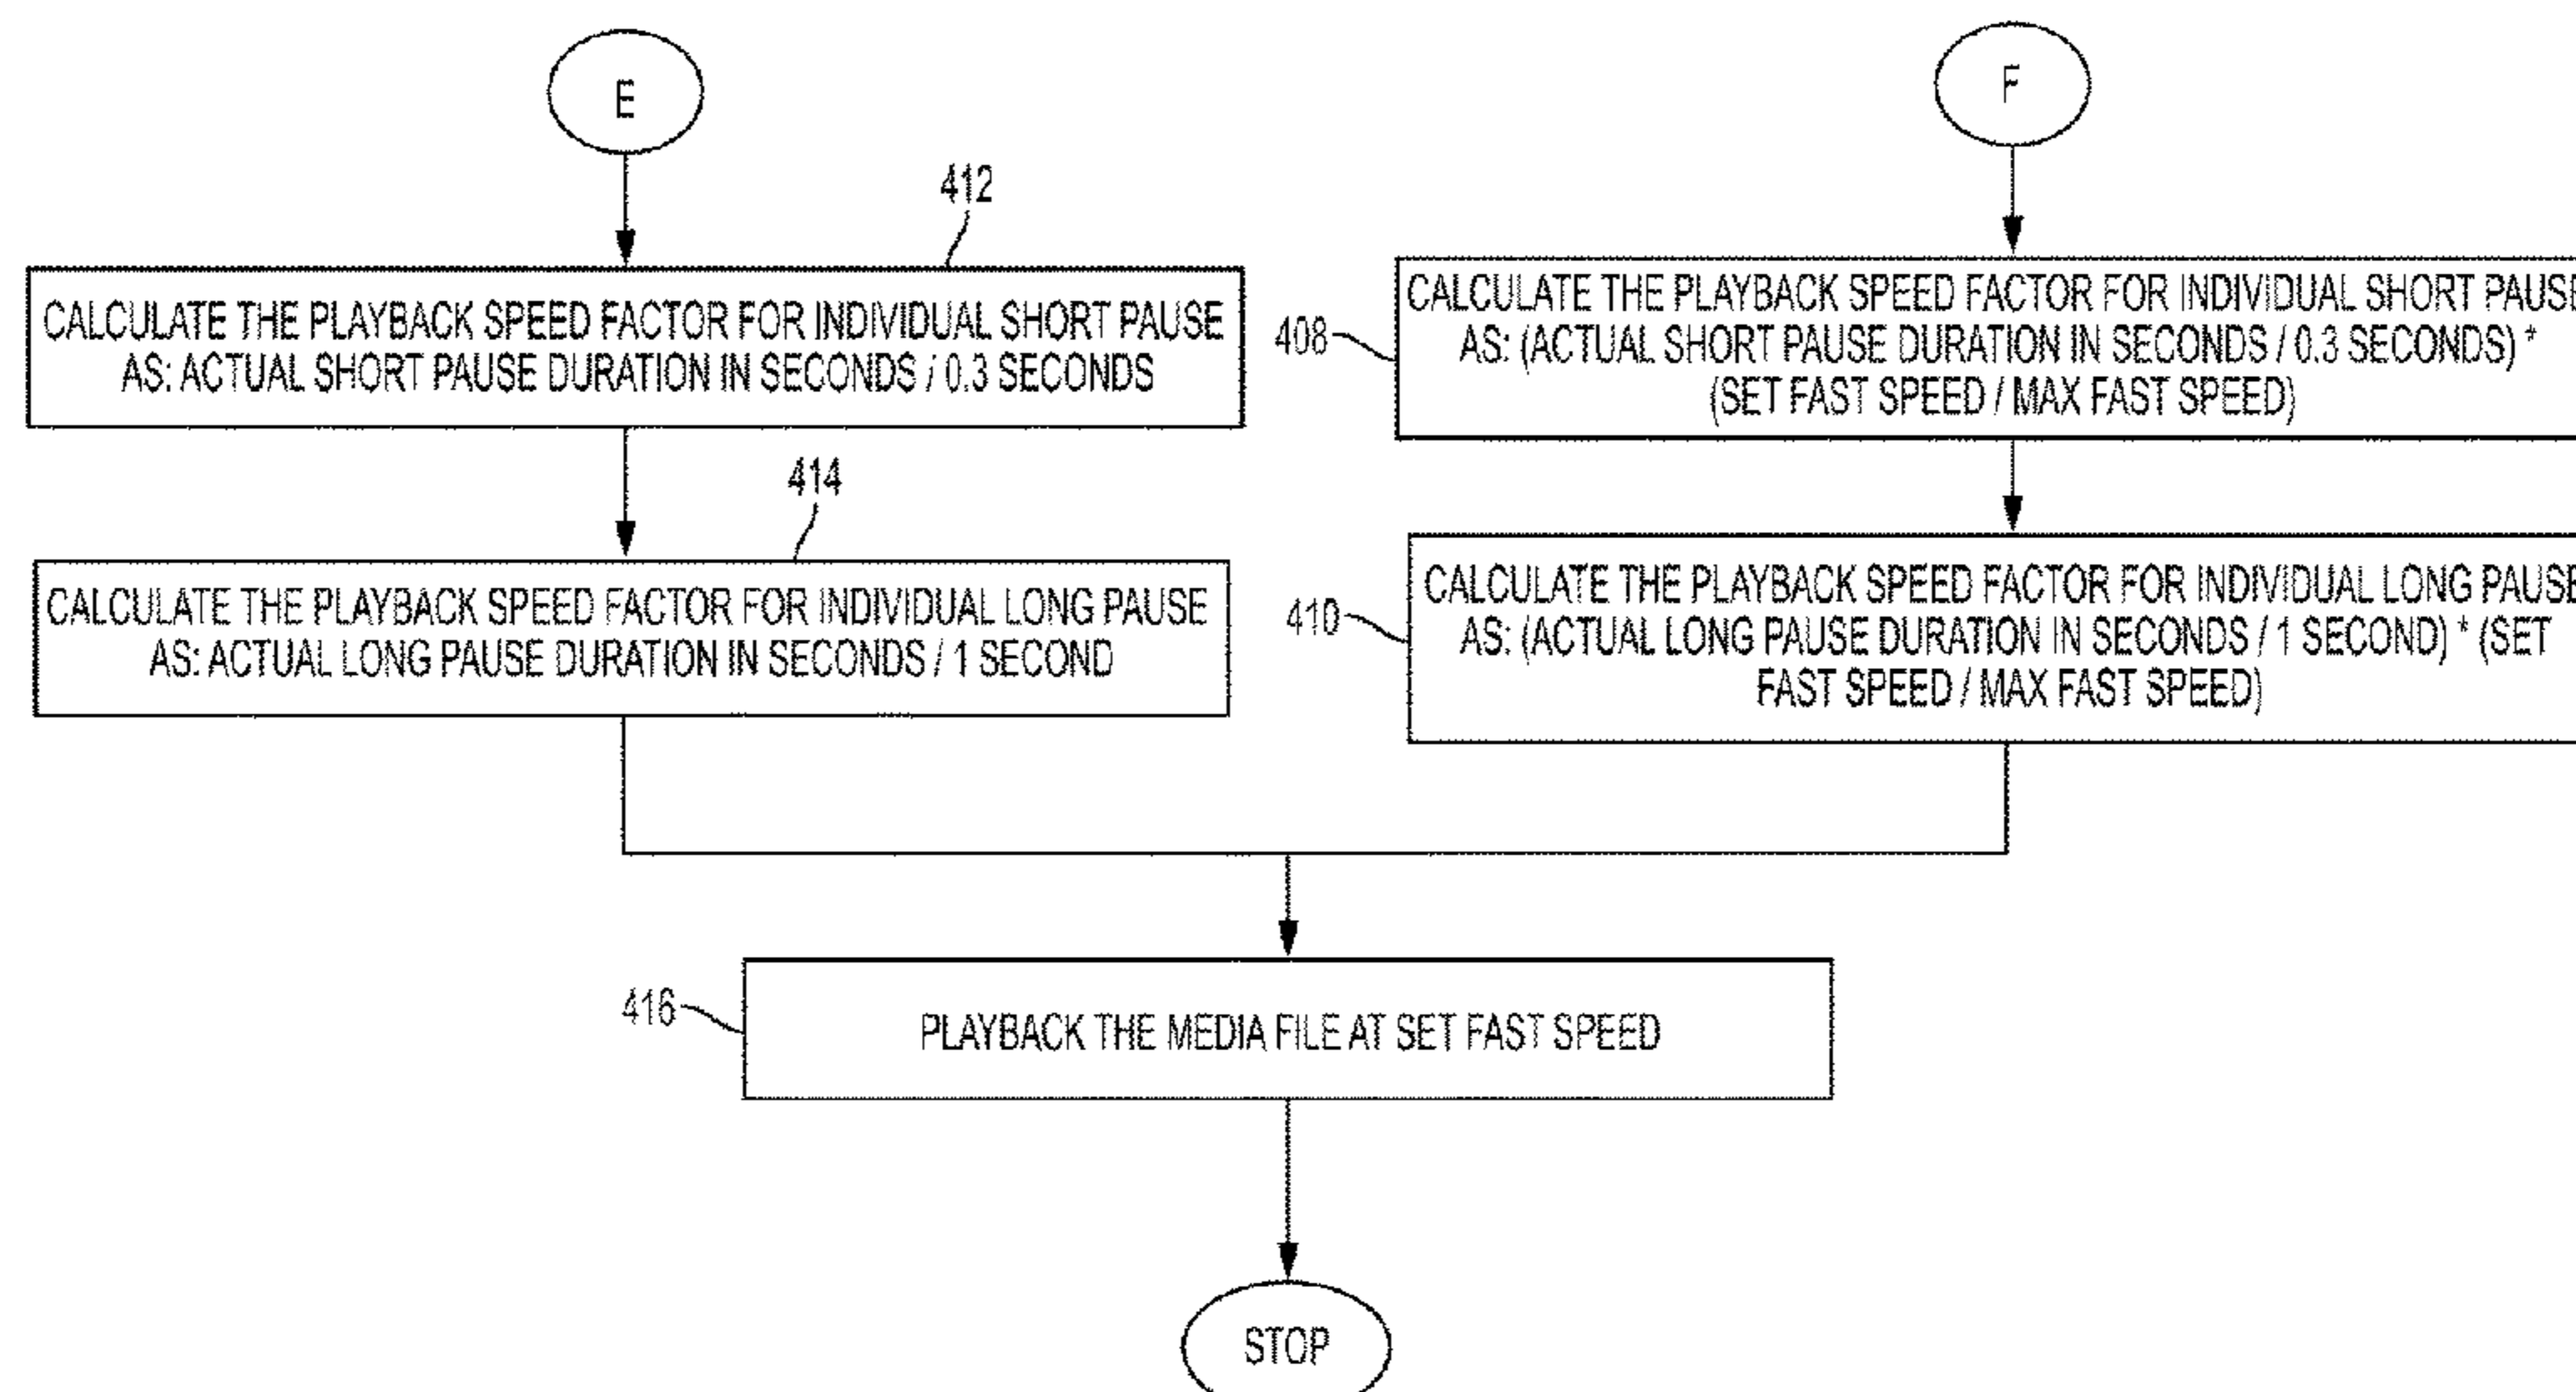 E
412
CALCULATE THE PLAYBACK SPEED FACTOR FOR INDIVIDUAL SHORT PAUSE
AS: ACTUAL SHORT PAUSE DURATION IN SECONDS / 0.3 SECONDS
414
CALCULATE THE PLAYBACK SPEED FACTOR FOR INDIVIDUAL LONG PAUSE
AS: ACTUAL LONG PAUSE DURATION IN SECONDS / 1 SECOND
F
408
CALCULATE THE PLAYBACK SPEED FACTOR FOR INDIVIDUAL SHORT PAUSE
AS: (ACTUAL SHORT PAUSE DURATION IN SECONDS / 0.3 SECONDS) *
(SET FAST SPEED / MAX FAST SPEED)
410
CALCULATE THE PLAYBACK SPEED FACTOR FOR INDIVIDUAL LONG PAUSE
AS: (ACTUAL LONG PAUSE DURATION IN SECONDS / 1 SECOND) * (SET
FAST SPEED / MAX FAST SPEED)
416
PLAYBACK THE MEDIA FILE AT SET FAST SPEED
STOP